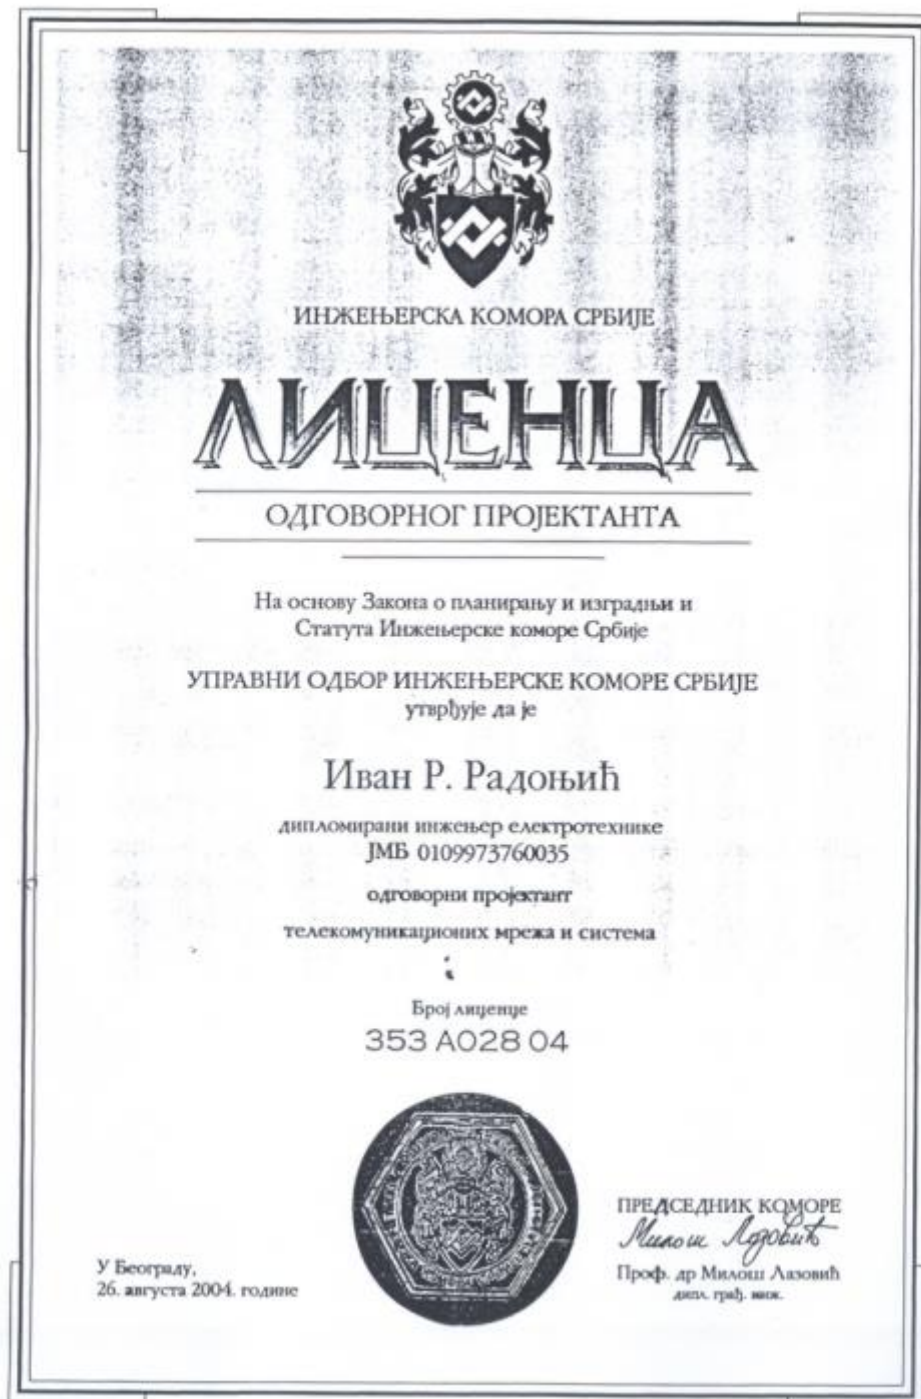 ИНЖЕЊЕРСКА КОМОРА СРБИЈЕ
ЛИЦЕНЦА
ОДГОВОРНОГ ПРОЈЕКТАНТА
На основу Закона о планирању и изградњи и
Статута Инжењерске коморе Србије
УПРАВНИ ОДБОР ИНЖЕЊЕРСКЕ КОМОРЕ СРБИЈЕ
утврђује да је
Иван Р. Радоњић
дипломирани инжењер електротехнике
ЈМБ 0109973760035
одговорни пројектант
телекомуникационих мрежа и система
Број лиценце
353 A028 04
У Београду,
26. августа 2004. године
ПРЕДСЕДНИК КОМОРЕ
Милош Лазовић
Проф. др Милош Лазовић
дипл. грађ. инж.